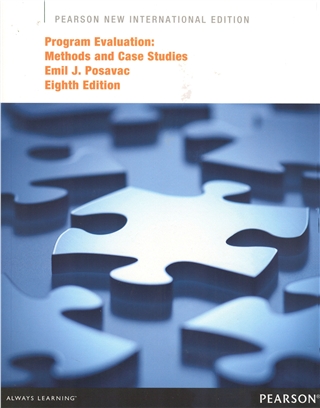 PEARSON NEW INTERNATIONAL EDITION
Program Evaluation:
Methods and Case Studies
Emil J. Posavac
Eighth Edition
ALWAYS LEARNING
PEARSON